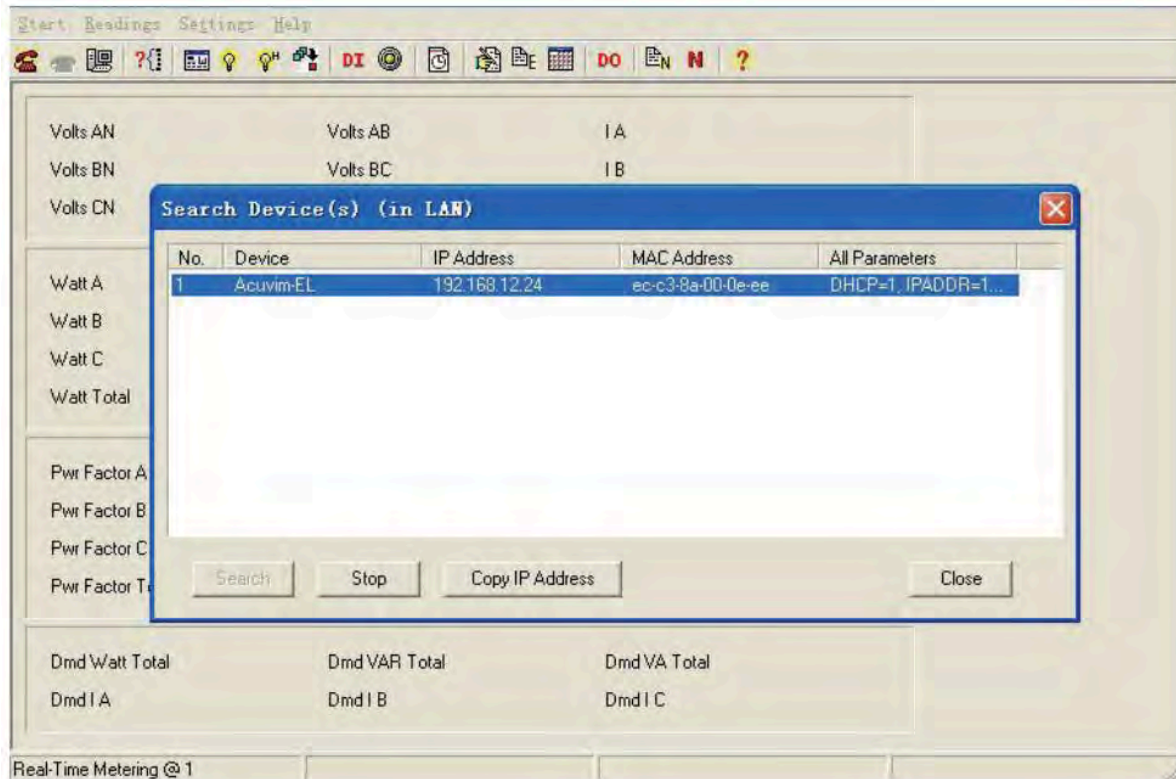 Start Readings Settings Help
?{ DI E DO N N ?
Volts AN Volts AB I A
Volts BN Volts BC I B
Volts CN
Search Device(s) (in LAN)
No. Device IP Address MAC Address All Parameters
1 Acuvim-EL 192.168.12.24 ec-c3-8a-00-0e-ee DHCP=1, IPADDR=1...
Watt A
Watt B
Watt C
Watt Total
Pwr Factor A
Pwr Factor B
Pwr Factor C
Pwr Factor T
Search Stop Copy IP Address Close
Dmd Watt Total Dmd VAR Total Dmd VA Total
Dmd I A Dmd I B Dmd I C
Real-Time Metering @ 1